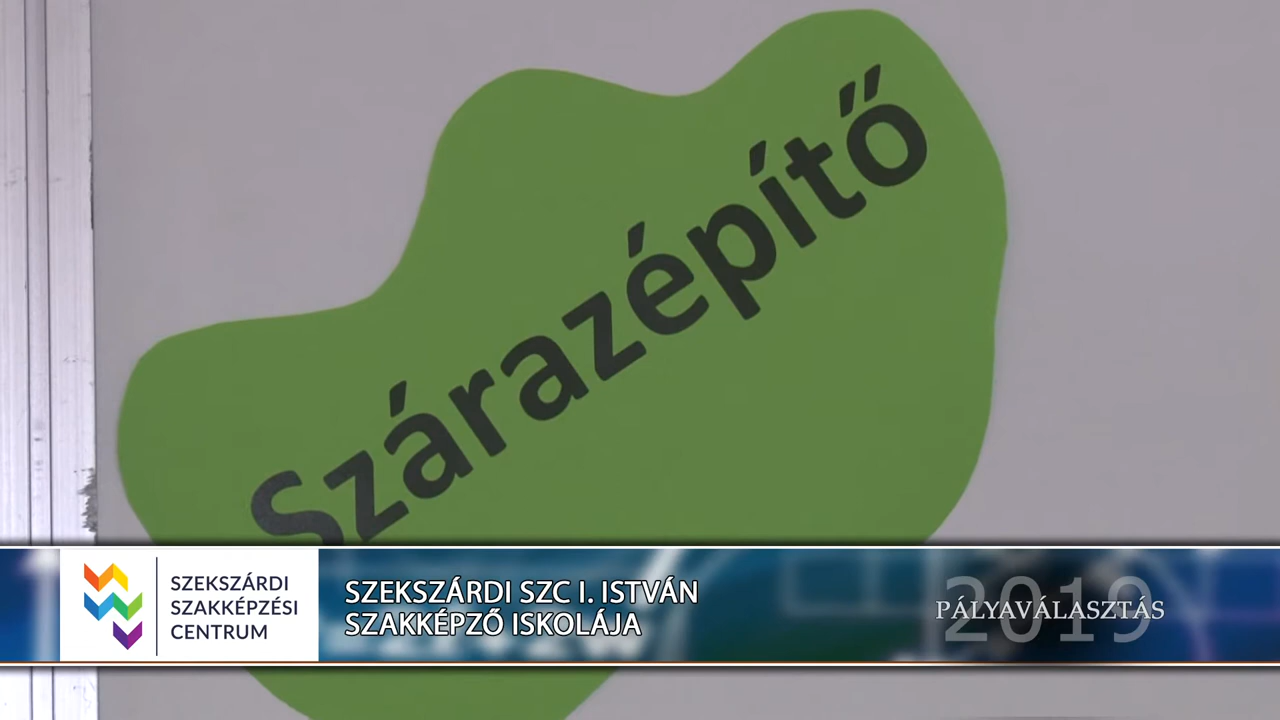 Szárazépítő
SZEKSZÁRDI
SZAKKÉPZÉSI
CENTRUM
SZEKSZÁRDI SZC I. ISTVÁN
SZAKKÉPZŐ ISKOLÁJA
2019
PÁLYAVÁLASZTÁS